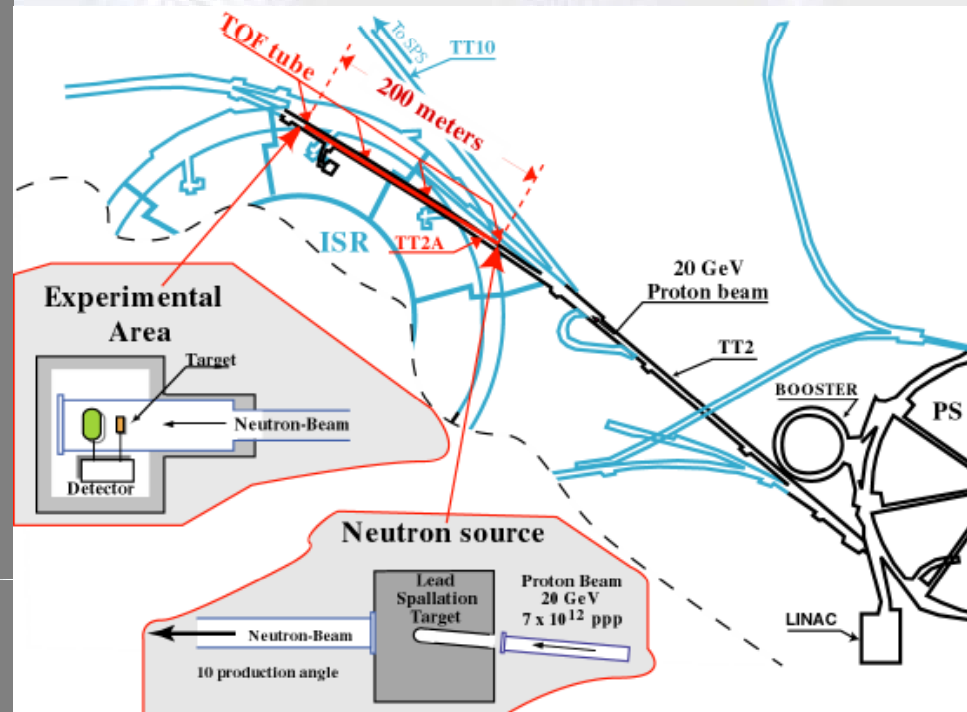 To SPS
TT10
TOF tube
200 meters
ISR
TT2A
20 GeV
Proton beam
TT2
BOOSTER
PS
LINAC
Experimental
Area
Target
Neutron-Beam
Detector
Neutron source
Lead
Spallation
Target
Proton Beam
20 GeV
7 x 10¹² ppp
Neutron-Beam
10 production angle